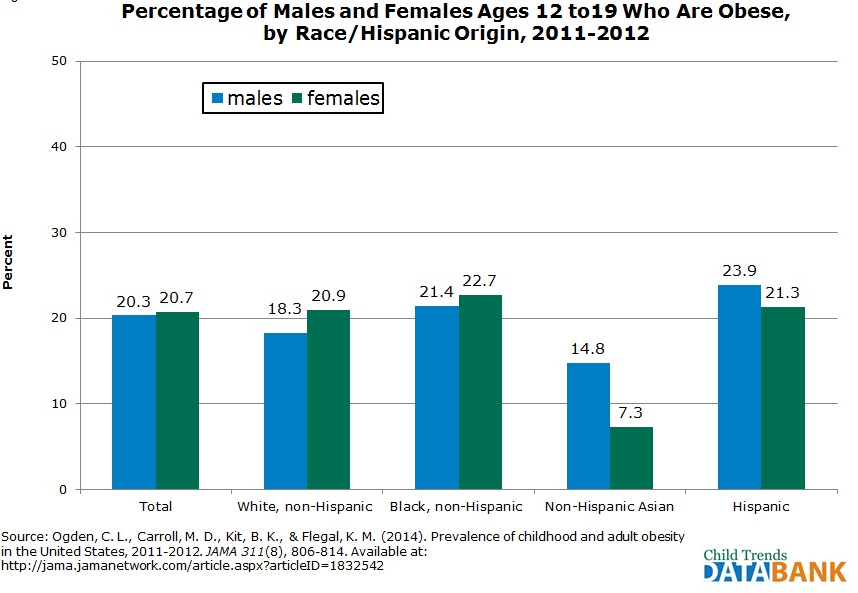 Percentage of Males and Females Ages 12 to19 Who Are Obese,
by Race/Hispanic Origin, 2011-2012
50
males females
40
Percent
30
20.3 20.7 18.3 20.9 21.4 22.7 14.8 7.3 23.9 21.3
20
10
0
Total White, non-Hispanic Black, non-Hispanic Non-Hispanic Asian Hispanic
Source: Ogden, C. L., Carroll, M. D., Kit, B. K., & Flegal, K. M. (2014). Prevalence of childhood and adult obesity
in the United States, 2011-2012. JAMA 311(8), 806-814. Available at:
http://jama.jamanetwork.com/article.aspx?articleID=1832542
Child Trends
DATABANK